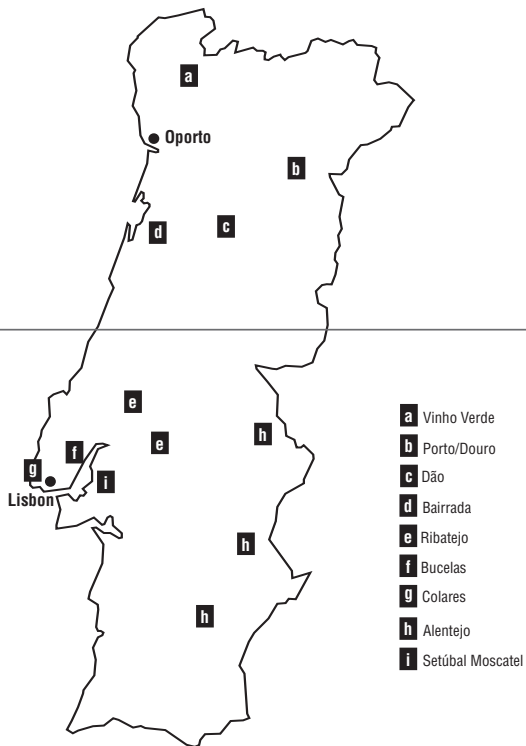 a
Oporto
b
c
d
e
e
h
f
g
i
Lisbon
h
h
a Vinho Verde
b Porto/Douro
c Dão
d Bairrada
e Ribatejo
f Bucelas
g Colares
h Alentejo
i Setúbal Moscatel